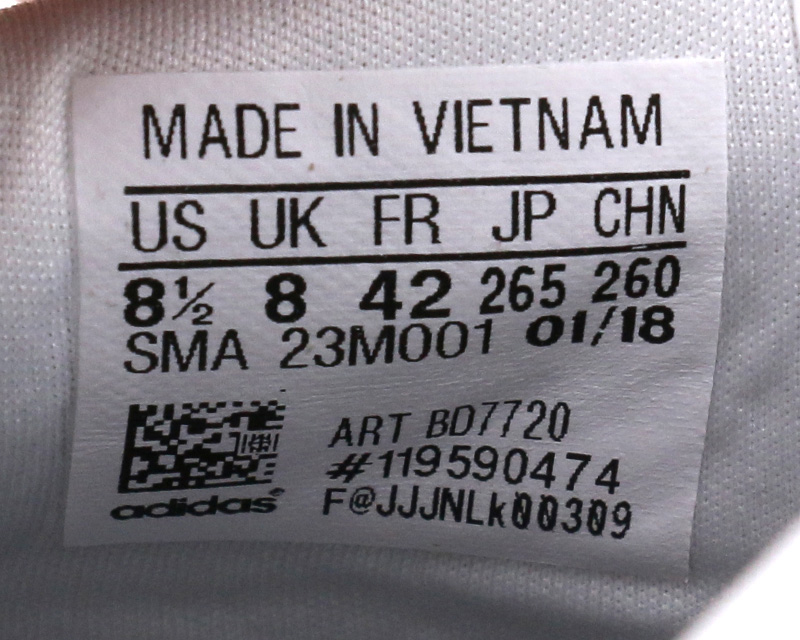 MADE IN VIETNAM
US UK FR JP CHN
8½ 8 42 265 260
SMA 23M001 01/18
ART BD7720
#119590474
F@JJJNLk00309
adidas®